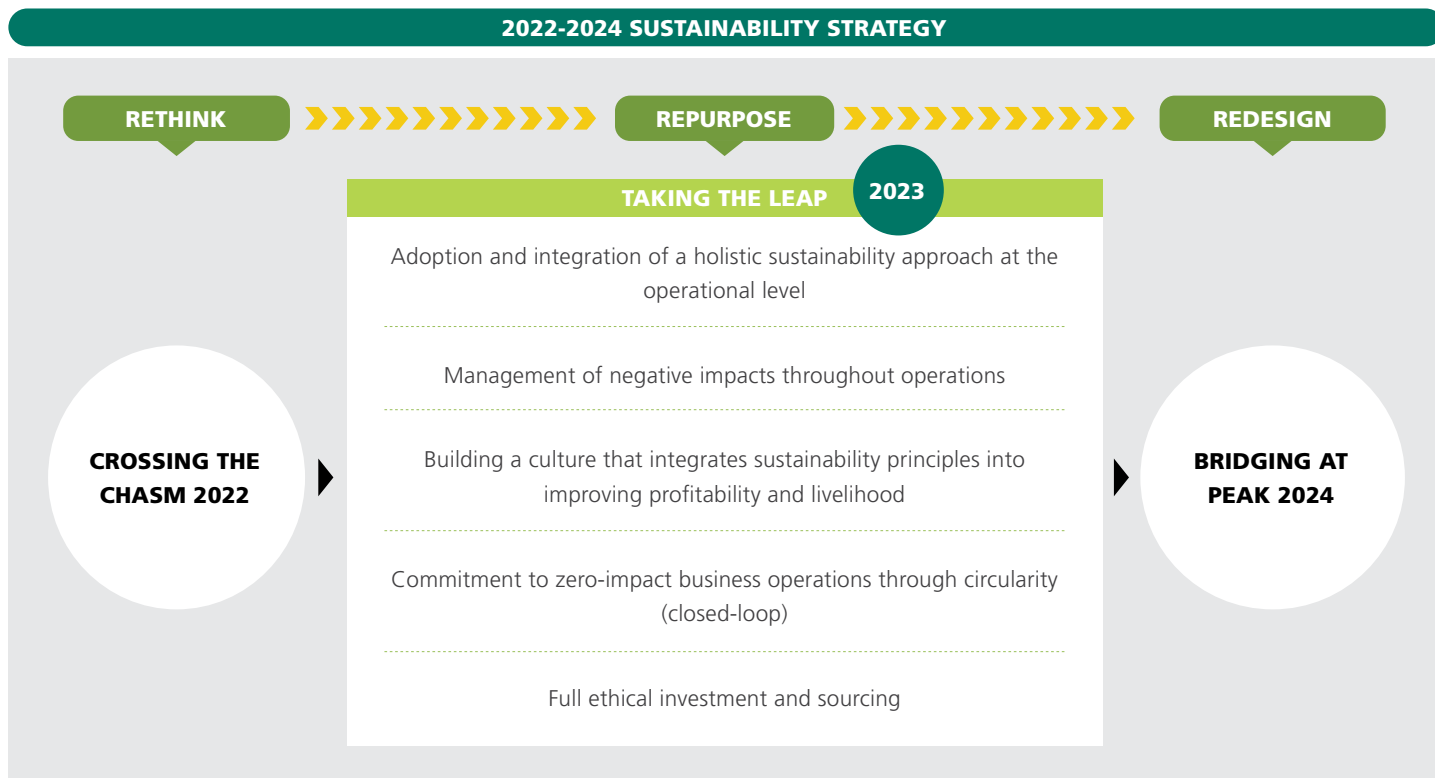 2022-2024 SUSTAINABILITY STRATEGY
RETHINK
REPURPOSE
REDESIGN
TAKING THE LEAP
2023
Adoption and integration of a holistic sustainability approach at the
operational level
Management of negative impacts throughout operations
Building a culture that integrates sustainability principles into
improving profitability and livelihood
Commitment to zero-impact business operations through circularity
(closed-loop)
Full ethical investment and sourcing
CROSSING THE
CHASM 2022
BRIDGING AT
PEAK 2024